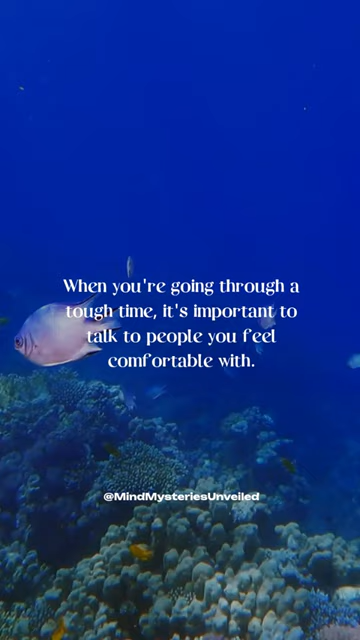 When you're going through a
tough time, it's important to
talk to people you feel
comfortable with.
@MindMysteriesUnveiled